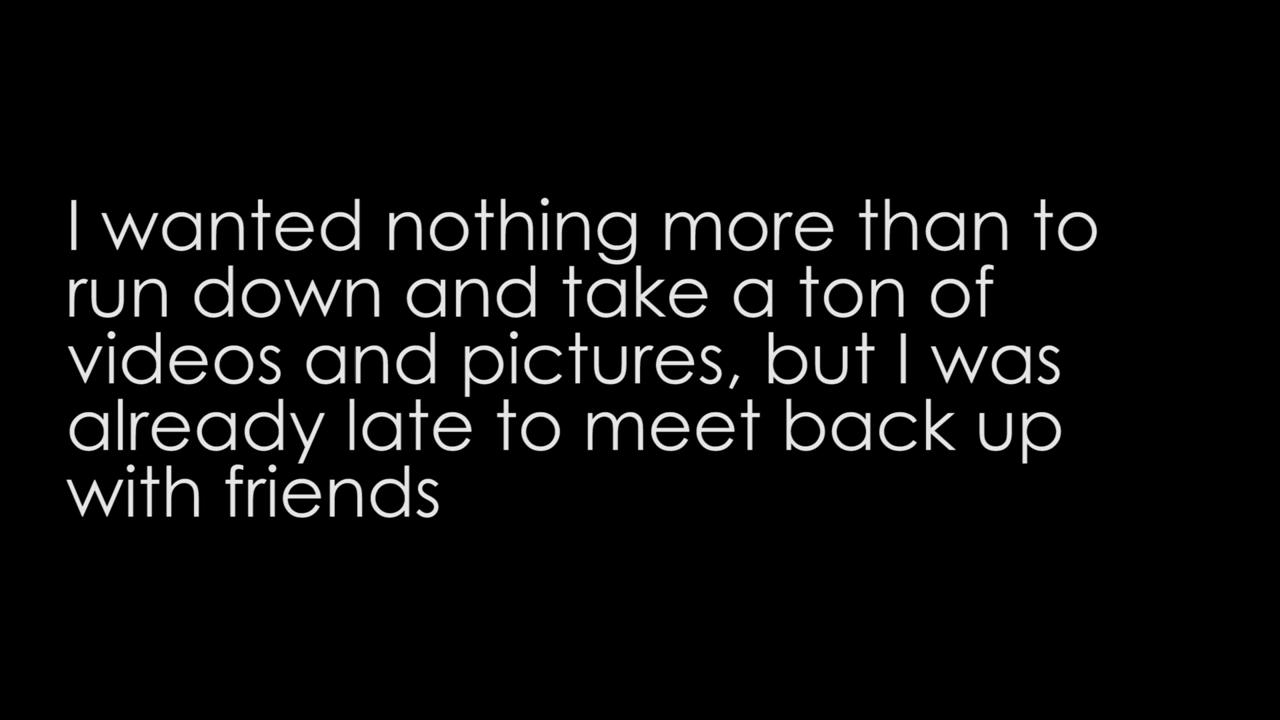 I wanted nothing more than to
run down and take a ton of
videos and pictures, but I was
already late to meet back up
with friends